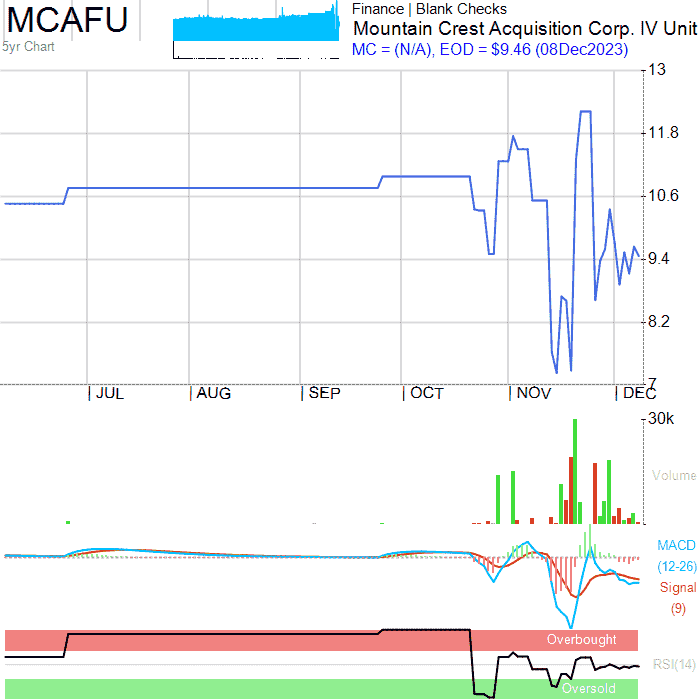 MCAFU
5yr Chart
Finance | Blank Checks
Mountain Crest Acquisition Corp. IV Unit
MC = (N/A), EOD = $9.46 (08Dec2023)
13
11.8
10.6
9.4
8.2
7
JUL AUG SEP OCT NOV DEC
30k
Volume
MACD
(12-26)
Signal
(9)
Overbought
RSI(14)
Oversold